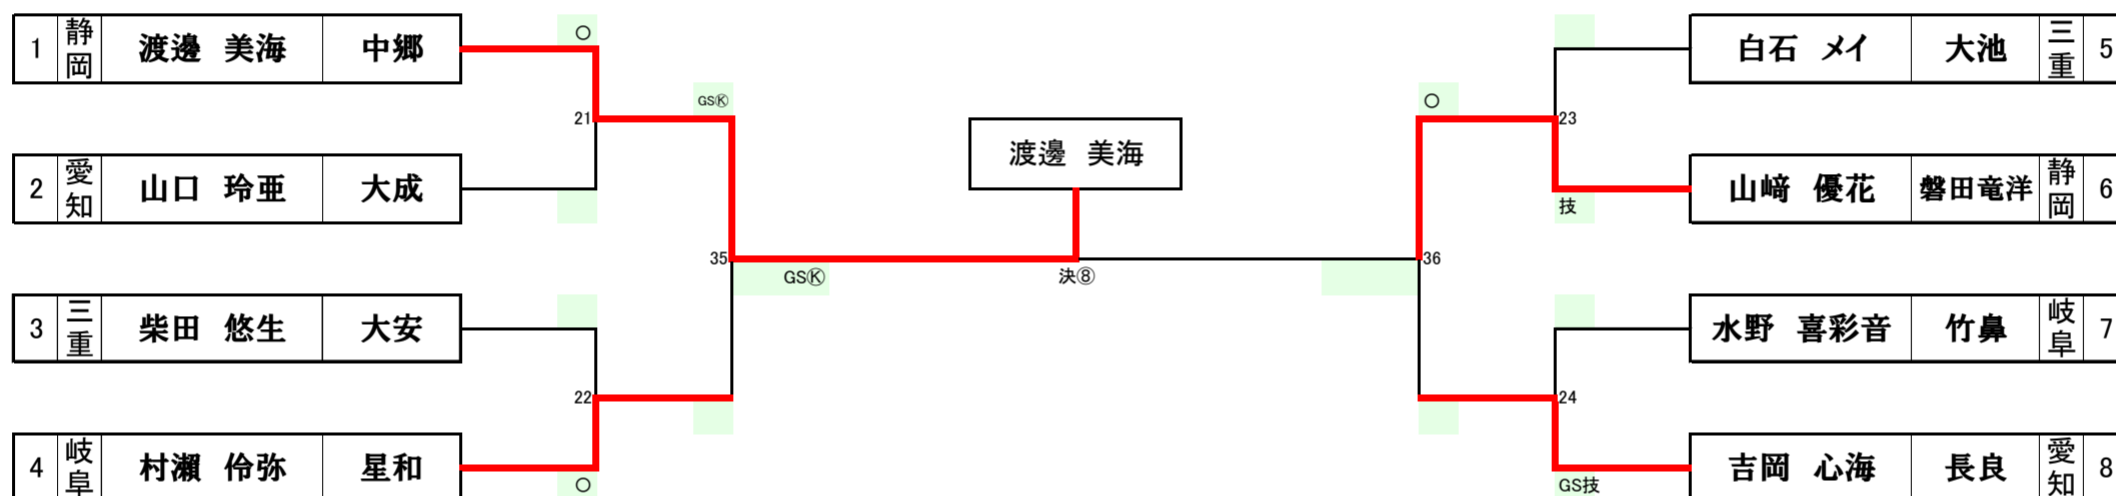 1 静岡 渡邊 美海 中郷
○
21
2 愛知 山口 玲亜 大成
GSⓀ
35
3 三重 柴田 悠生 大安
22
4 岐阜 村瀬 伶弥 星和
○
渡邊 美海
GSⓀ
決⑧
白石 メイ 大池 三重 5
23
山﨑 優花 磐田竜洋 静岡 6
技
○
36
水野 喜彩音 竹鼻 岐阜 7
24
吉岡 心海 長良 愛知 8
GS技